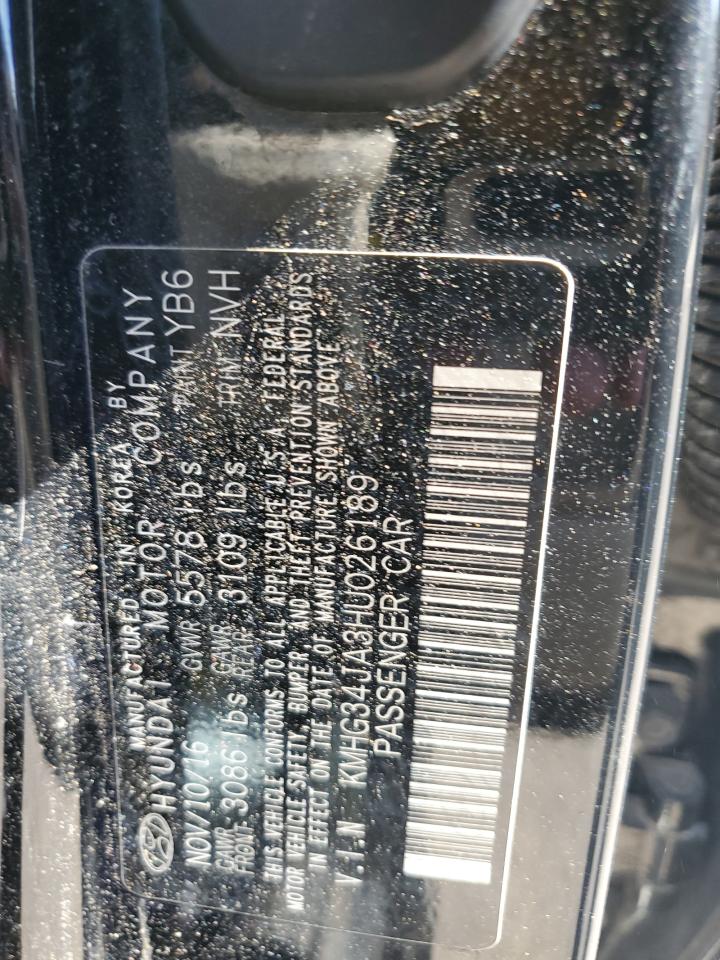 MANUFACTURED IN KOREA BY
HYUNDAI MOTOR COMPANY
NOV/10/16 GVWR 5578 lbs PAINT YB6
GAWR FRONT 3086 lbs GAWR REAR 3109 lbs TRIM NVH
THIS VEHICLE CONFORMS TO ALL APPLICABLE U.S.A. FEDERAL
MOTOR VEHICLE SAFETY, BUMPER, AND THEFT PREVENTION STANDARDS
IN EFFECT ON THE DATE OF MANUFACTURE SHOWN ABOVE.
V.I.N KMHG34JA3HU026189
PASSENGER CAR